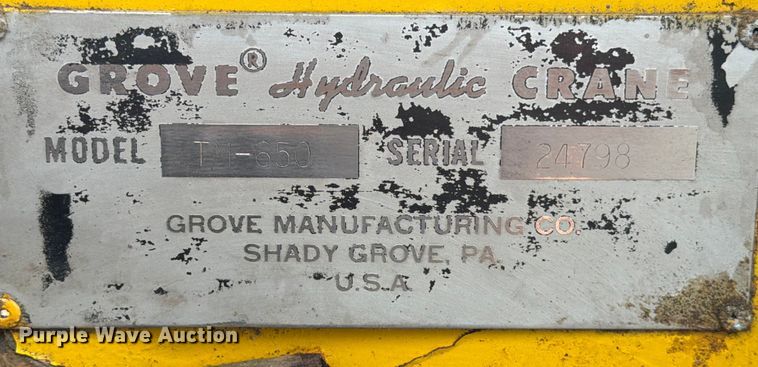 GROVE® Hydraulic CRANE
MODEL TM-650 SERIAL 24798
GROVE MANUFACTURING CO.
SHADY GROVE, PA.
U.S.A.
Purple Wave Auction